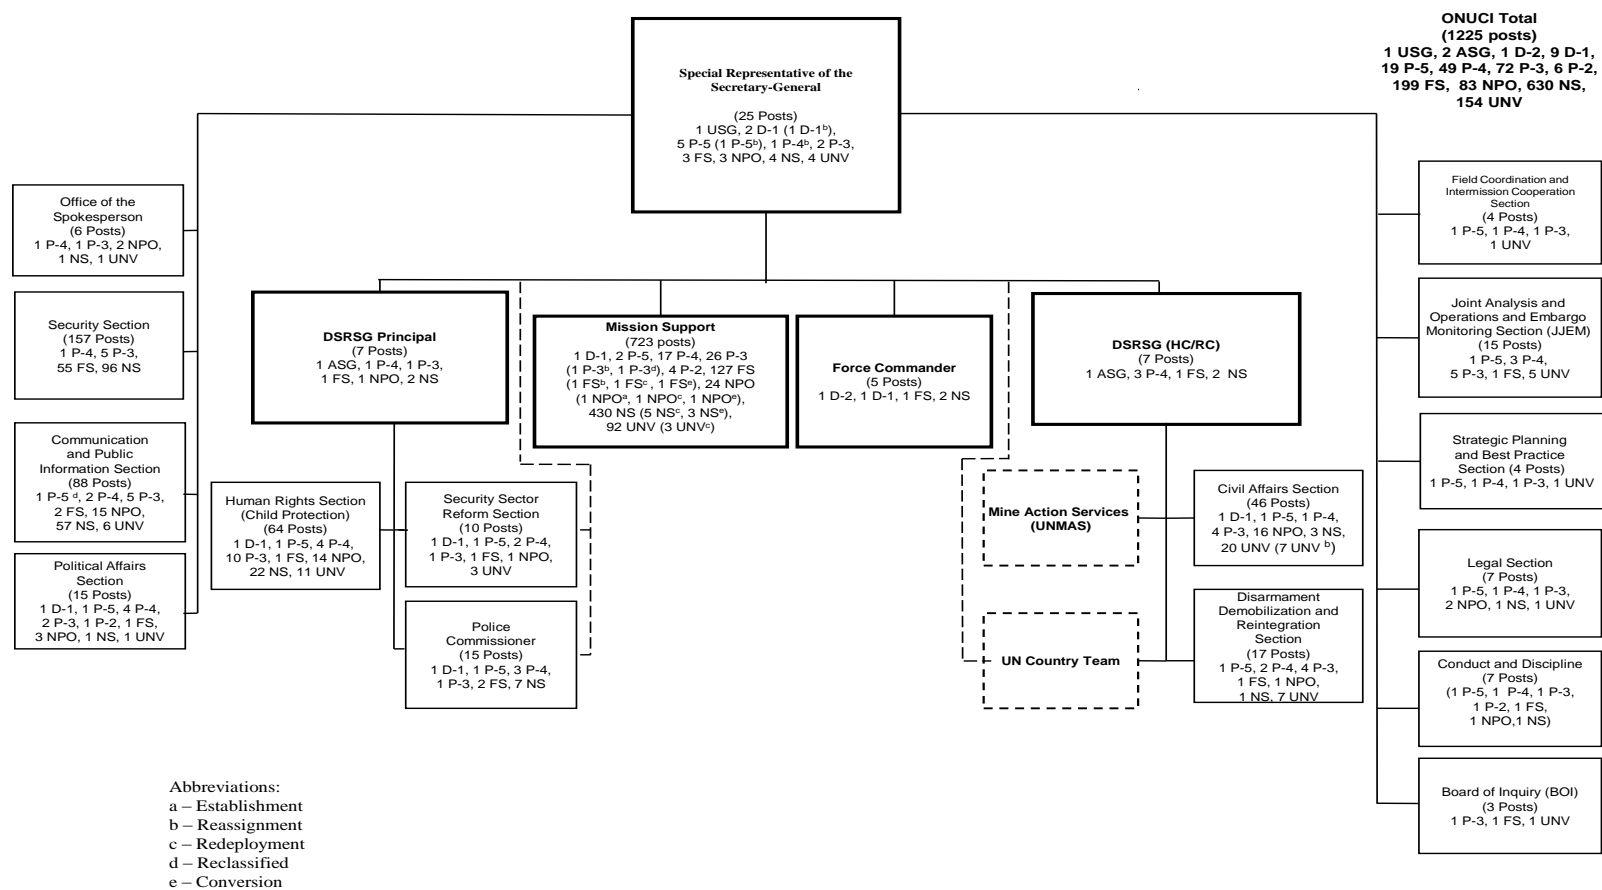 ONUCI Total
(1225 posts)
1 USG, 2 ASG, 1 D-2, 9 D-1,
19 P-5, 49 P-4, 72 P-3, 6 P-2,
199 FS, 83 NPO, 630 NS,
154 UNV
Special Representative of the
Secretary-General
(25 Posts)
1 USG, 2 D-1 (1 D-1ᵇ),
5 P-5 (1 P-5ᵇ), 1 P-4ᵇ, 2 P-3,
3 FS, 3 NPO, 4 NS, 4 UNV
Office of the
Spokesperson
(6 Posts)
1 P-4, 1 P-3, 2 NPO,
1 NS, 1 UNV
Security Section
(157 Posts)
1 P-4, 5 P-3,
55 FS, 96 NS
Communication
and Public
Information Section
(88 Posts)
1 P-5 ᵈ, 2 P-4, 5 P-3,
2 FS, 15 NPO,
57 NS, 6 UNV
Political Affairs
Section
(15 Posts)
1 D-1, 1 P-5, 4 P-4,
2 P-3, 1 P-2, 1 FS,
3 NPO, 1 NS, 1 UNV
DSRSG Principal
(7 Posts)
1 ASG, 1 P-4, 1 P-3,
1 FS, 1 NPO, 2 NS
Mission Support
(723 posts)
1 D-1, 2 P-5, 17 P-4, 26 P-3
(1 P-3ᵇ, 1 P-3ᵈ), 4 P-2, 127 FS
(1 FSᵇ, 1 FSᶜ , 1 FSᵉ), 24 NPO
(1 NPOᵃ, 1 NPOᶜ, 1 NPOᵉ),
430 NS (5 NSᶜ, 3 NSᵉ),
92 UNV (3 UNVᶜ)
Force Commander
(5 Posts)
1 D-2, 1 D-1, 1 FS, 2 NS
DSRSG (HC/RC)
(7 Posts)
1 ASG, 3 P-4, 1 FS, 2 NS
Human Rights Section
(Child Protection)
(64 Posts)
1 D-1, 1 P-5, 4 P-4,
10 P-3, 1 FS, 14 NPO,
22 NS, 11 UNV
Security Sector
Reform Section
(10 Posts)
1 D-1, 1 P-5, 2 P-4,
1 P-3, 1 FS, 1 NPO,
3 UNV
Police
Commissioner
(15 Posts)
1 D-1, 1 P-5, 3 P-4,
1 P-3, 2 FS, 7 NS
Mine Action Services
(UNMAS)
UN Country Team
Civil Affairs Section
(46 Posts)
1 D-1, 1 P-5, 1 P-4,
4 P-3, 16 NPO, 3 NS,
20 UNV (7 UNV ᵇ)
Disarmament
Demobilization and
Reintegration
Section
(17 Posts)
1 P-5, 2 P-4, 4 P-3,
1 FS, 1 NPO,
1 NS, 7 UNV
Field Coordination and
Intermission Cooperation
Section
(4 Posts)
1 P-5, 1 P-4, 1 P-3,
1 UNV
Joint Analysis and
Operations and Embargo
Monitoring Section (JJEM)
(15 Posts)
1 P-5, 3 P-4,
5 P-3, 1 FS, 5 UNV
Strategic Planning
and Best Practice
Section (4 Posts)
1 P-5, 1 P-4, 1 P-3, 1 UNV
Legal Section
(7 Posts)
1 P-5, 1 P-4, 1 P-3,
2 NPO, 1 NS, 1 UNV
Conduct and Discipline
(7 Posts)
(1 P-5, 1 P-4, 1 P-3,
1 P-2, 1 FS,
1 NPO,1 NS)
Board of Inquiry (BOI)
(3 Posts)
1 P-3, 1 FS, 1 UNV
Abbreviations:
a – Establishment
b – Reassignment
c – Redeployment
d – Reclassified
e – Conversion